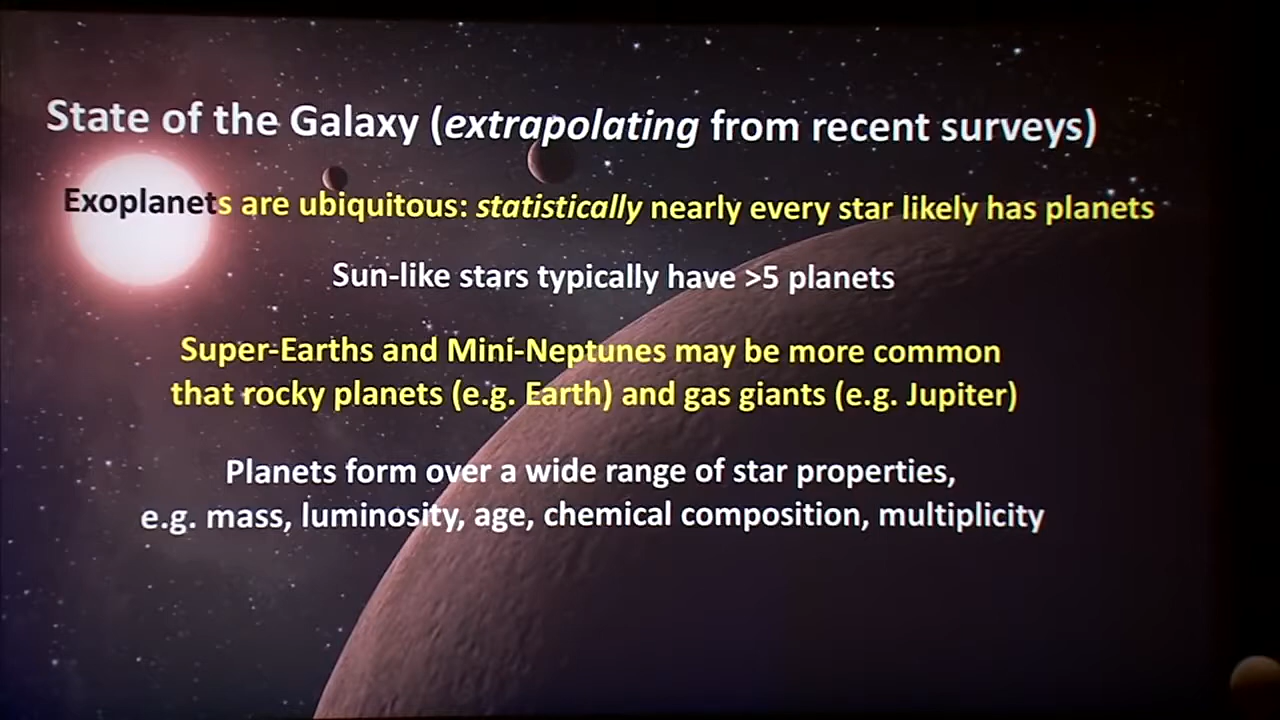 State of the Galaxy (extrapolating from recent surveys)
Exoplanets are ubiquitous: statistically nearly every star likely has planets
Sun-like stars typically have >5 planets
Super-Earths and Mini-Neptunes may be more common
that rocky planets (e.g. Earth) and gas giants (e.g. Jupiter)
Planets form over a wide range of star properties,
e.g. mass, luminosity, age, chemical composition, multiplicity